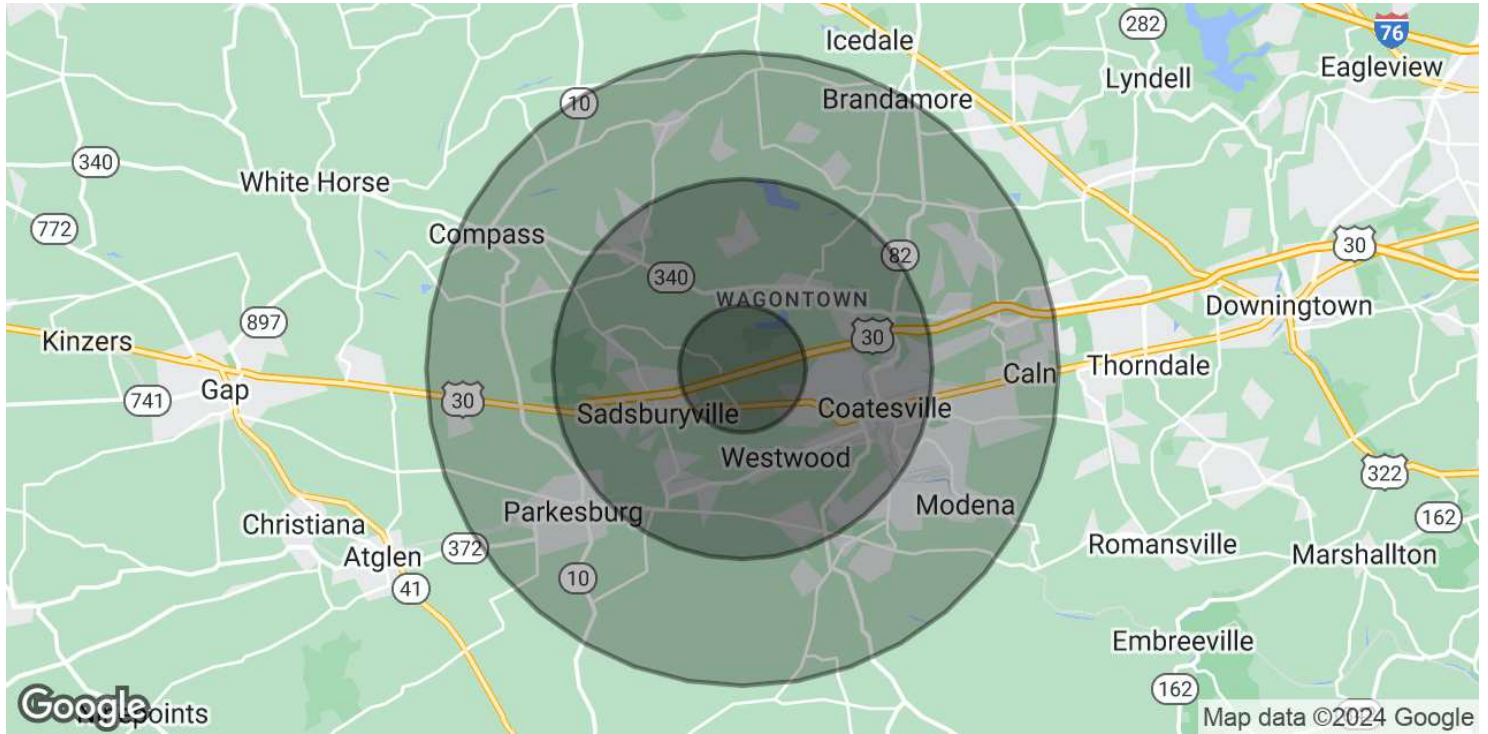 282
76
Icedale
Eagleview
Lyndell
Brandamore
10
340
White Horse
772
Compass
82
30
340
WAGONTOWN
Downingtown
897
30
Kinzers
Thorndale
Caln
Gap
741
30
Sadsburyville
Coatesville
Westwood
322
Parkesburg
Modena
162
Christiana
372
Romansville
Marshallton
Atglen
10
41
Embreeville
162
Google
points
Map data ©2024 Google